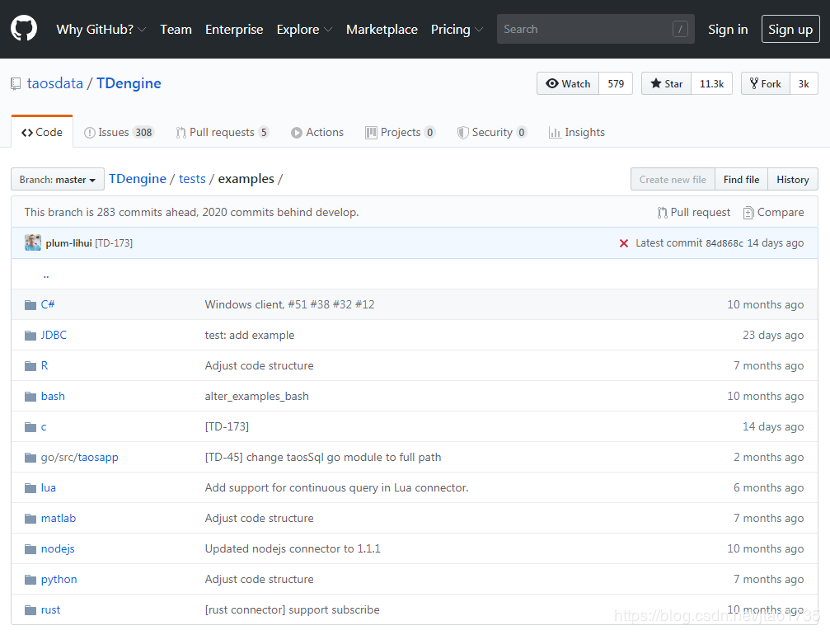 Why GitHub? Team Enterprise Explore Marketplace Pricing Search / Sign in Sign up
taosdata / TDengine Watch 579 Star 11.3k Fork 3k
Code Issues 308 Pull requests 5 Actions Projects 0 Security 0 Insights
Branch: master TDengine / tests / examples / Create new file Find file History
This branch is 283 commits ahead, 2020 commits behind develop. Pull request Compare
plum-lihui [TD-173] Latest commit 84d868c 14 days ago
..
C# Windows client, #51 #38 #32 #12 10 months ago
JDBC test: add example 23 days ago
R Adjust code structure 7 months ago
bash alter_examples_bash 10 months ago
c [TD-173] 14 days ago
go/src/taosapp [TD-45] change taosSql go module to full path 2 months ago
lua Add support for continuous query in Lua connector. 6 months ago
matlab Adjust code structure 7 months ago
nodejs Updated nodejs connector to 1.1.1 10 months ago
python Adjust code structure 7 months ago
rust [rust connector] support subscribe 10 months ago